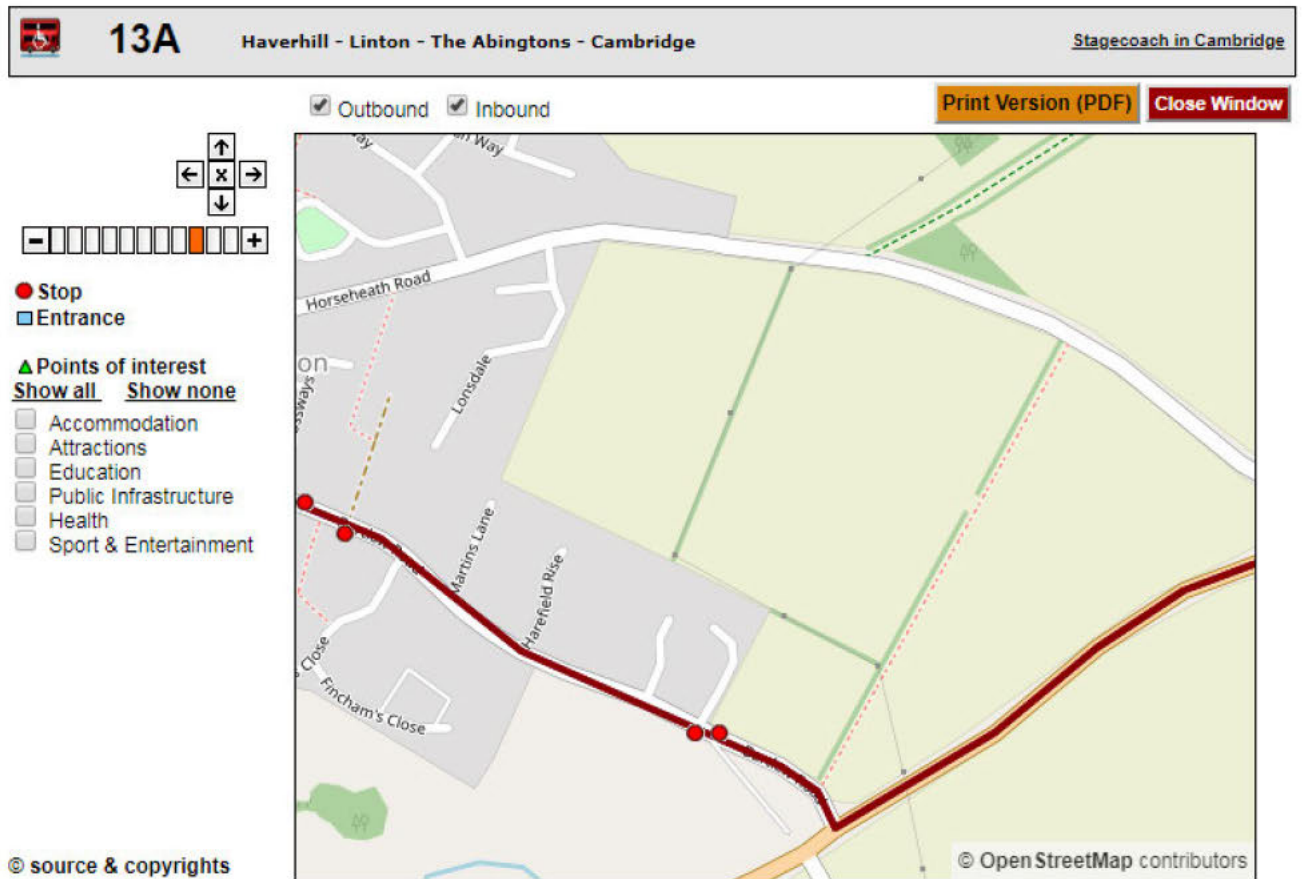 13A
Haverhill - Linton - The Abingtons - Cambridge
Stagecoach in Cambridge
Outbound
Inbound
Print Version (PDF)
Close Window
x
-
+
Stop
Entrance
Points of interest
Show all
Show none
Accommodation
Attractions
Education
Public Infrastructure
Health
Sport & Entertainment
© source & copyrights
Way
Horseheath Road
on
Lonsdale
Martins Lane
Harefield Rise
Close
Fincham's Close
© OpenStreetMap contributors